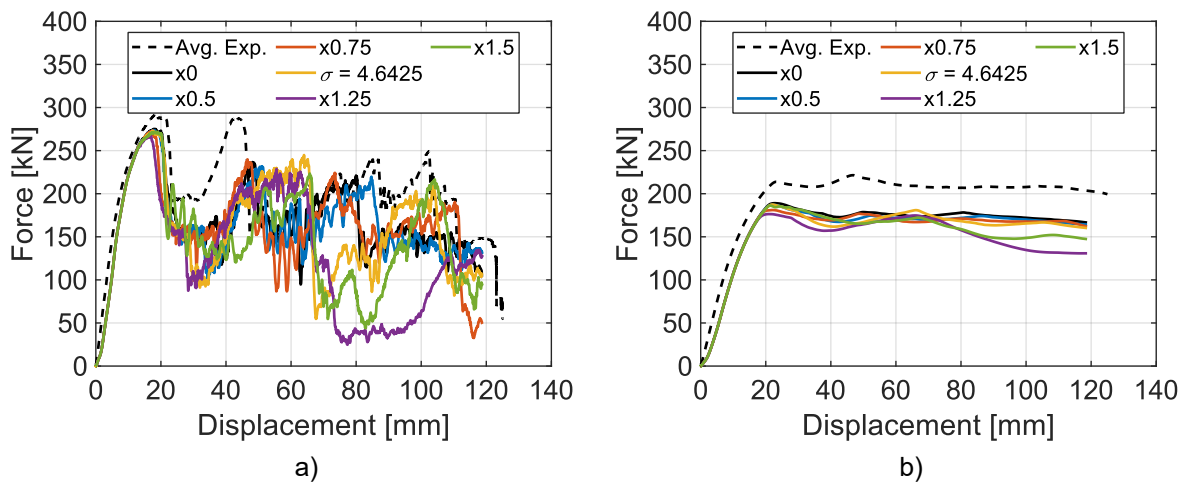 400
350
300
250
200
150
100
50
0
Force [kN]
Avg. Exp.
x0
x0.5
x0.75
σ = 4.6425
x1.25
x1.5
0 20 40 60 80 100 120 140
Displacement [mm]
a)
400
350
300
250
200
150
100
50
0
Force [kN]
Avg. Exp.
x0
x0.5
x0.75
σ = 4.6425
x1.25
x1.5
0 20 40 60 80 100 120 140
Displacement [mm]
b)